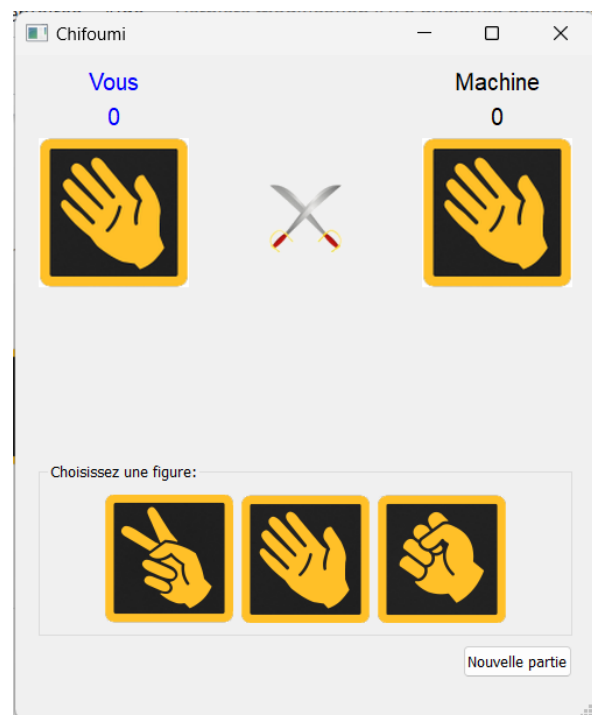 Chifoumi
Vous
Machine
0
0
Choisissez une figure:
Nouvelle partie